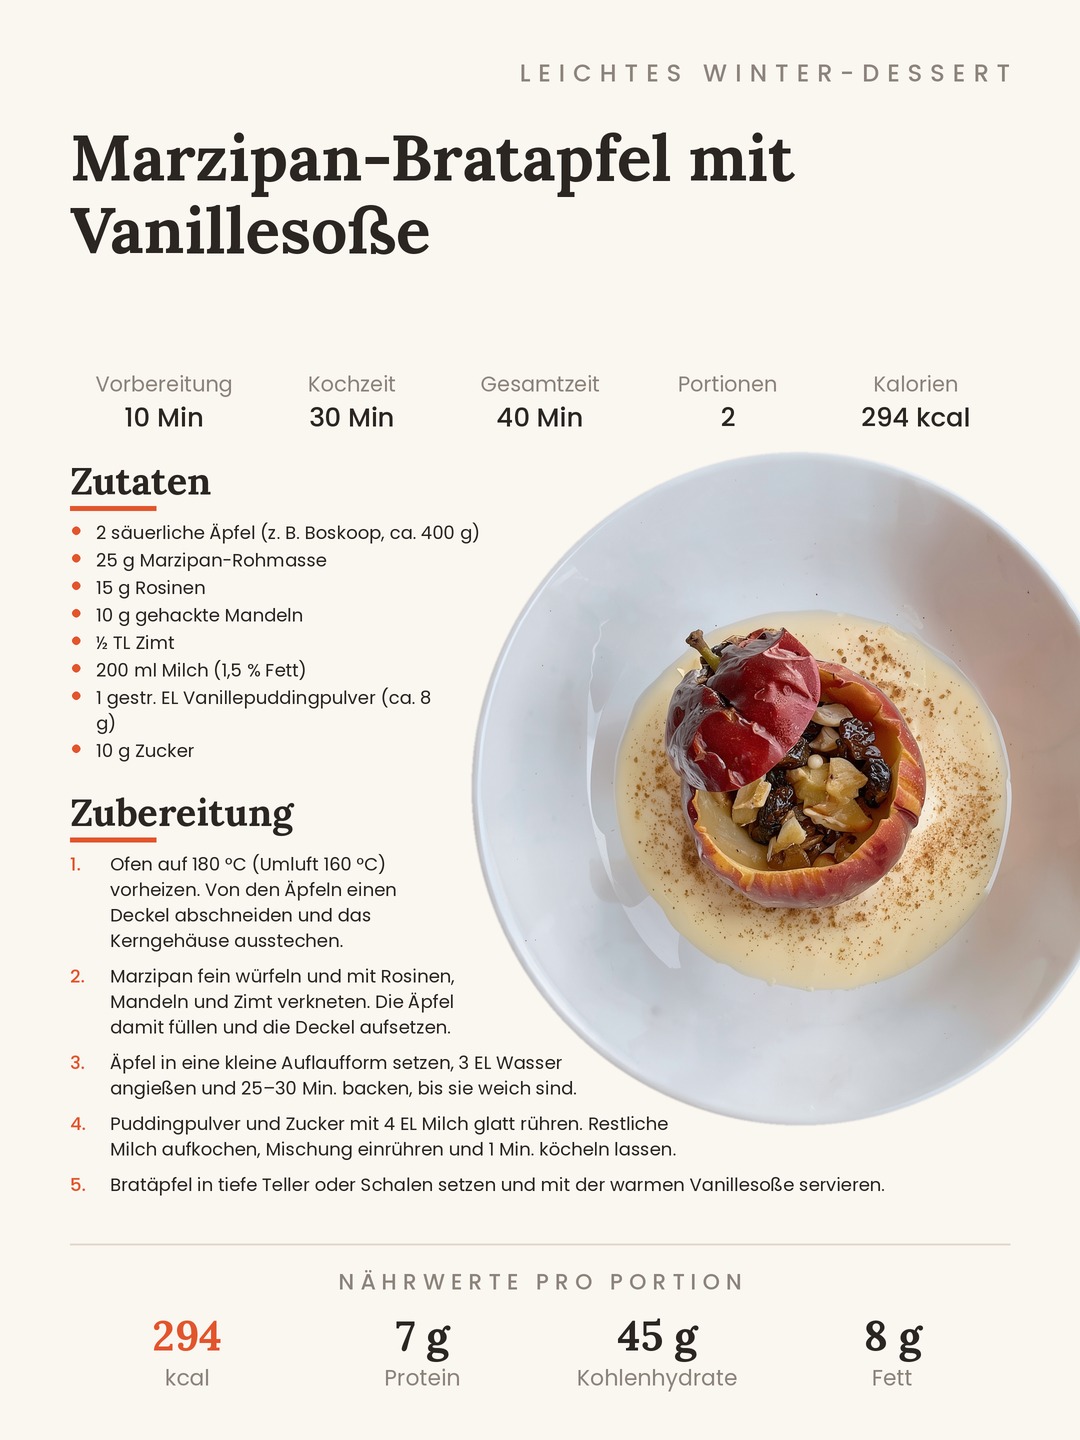 LEICHTES WINTER-DESSERT
Marzipan-Bratapfel mit
Vanillesoße
Vorbereitung
10 Min
Kochzeit
30 Min
Gesamtzeit
40 Min
Portionen
2
Kalorien
294 kcal
Zutaten
2 säuerliche Äpfel (z. B. Boskoop, ca. 400 g)
25 g Marzipan-Rohmasse
15 g Rosinen
10 g gehackte Mandeln
½ TL Zimt
200 ml Milch (1,5 % Fett)
1 gestr. EL Vanillepuddingpulver (ca. 8
g)
10 g Zucker
Zubereitung
1. Ofen auf 180 °C (Umluft 160 °C)
vorheizen. Von den Äpfeln einen
Deckel abschneiden und das
Kerngehäuse ausstechen.
2. Marzipan fein würfeln und mit Rosinen,
Mandeln und Zimt verkneten. Die Äpfel
damit füllen und die Deckel aufsetzen.
3. Äpfel in eine kleine Auflaufform setzen, 3 EL Wasser
angießen und 25–30 Min. backen, bis sie weich sind.
4. Puddingpulver und Zucker mit 4 EL Milch glatt rühren. Restliche
Milch aufkochen, Mischung einrühren und 1 Min. köcheln lassen.
5. Bratäpfel in tiefe Teller oder Schalen setzen und mit der warmen Vanillesoße servieren.
NÄHRWERTE PRO PORTION
294
kcal
7 g
Protein
45 g
Kohlenhydrate
8 g
Fett